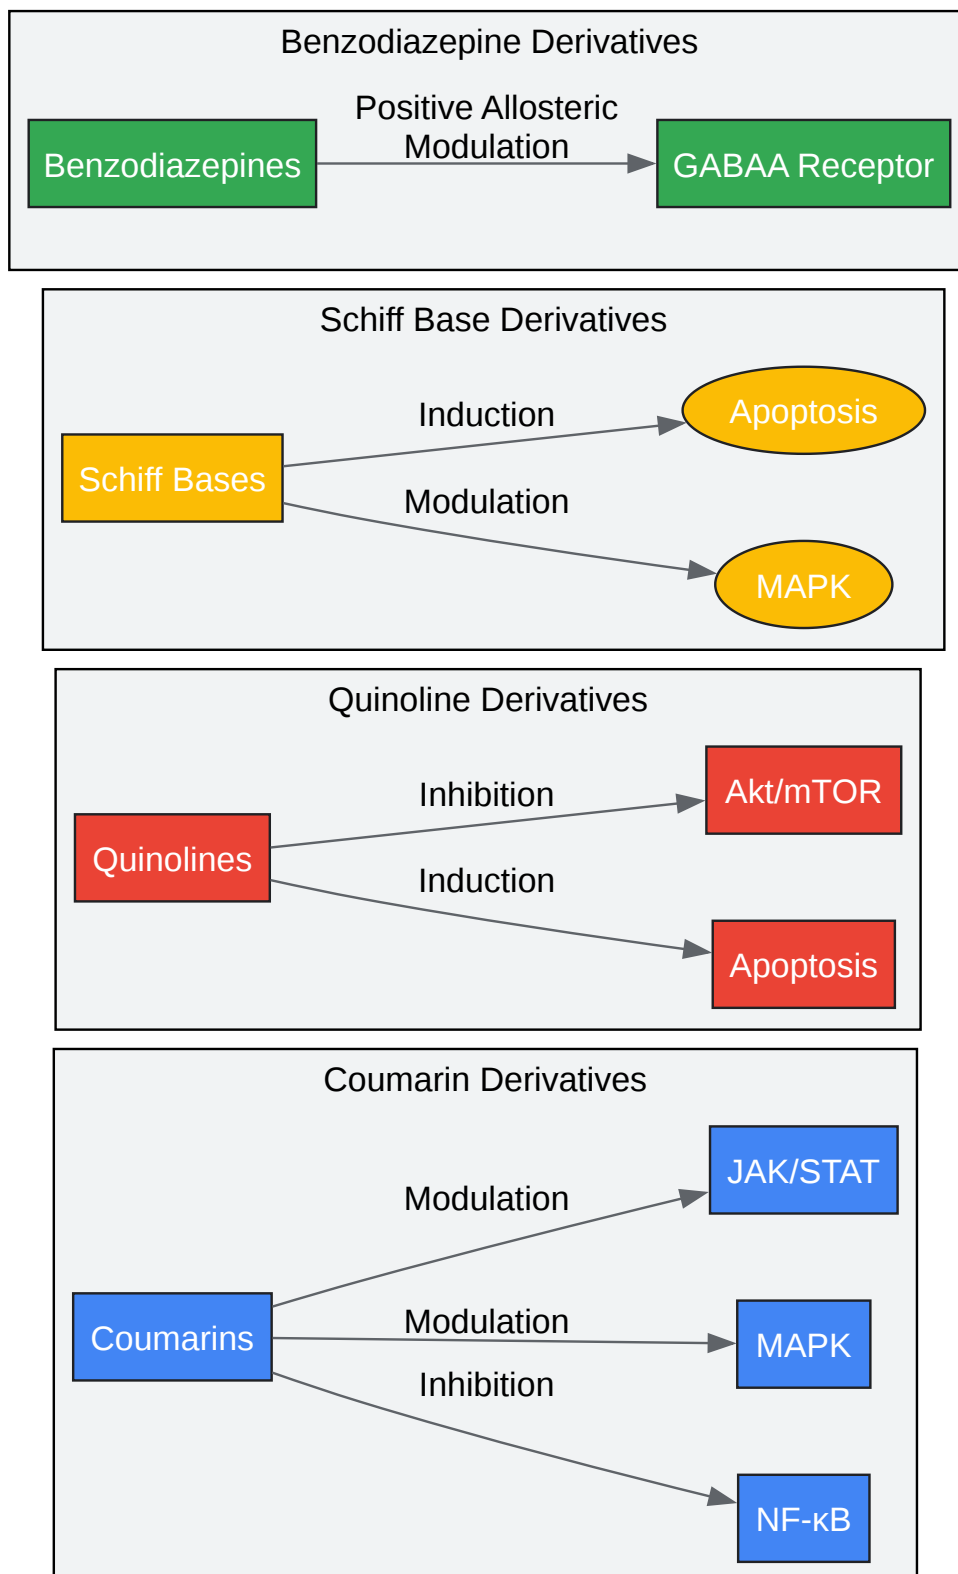 Benzodiazepine Derivatives
Positive Allosteric
Modulation
Benzodiazepines
GABAA Receptor
Schiff Base Derivatives
Induction
Apoptosis
Schiff Bases
Modulation
MAPK
Quinoline Derivatives
Inhibition
Akt/mTOR
Quinolines
Induction
Apoptosis
Coumarin Derivatives
JAK/STAT
Modulation
Coumarins
Modulation
MAPK
Inhibition
NF-κB